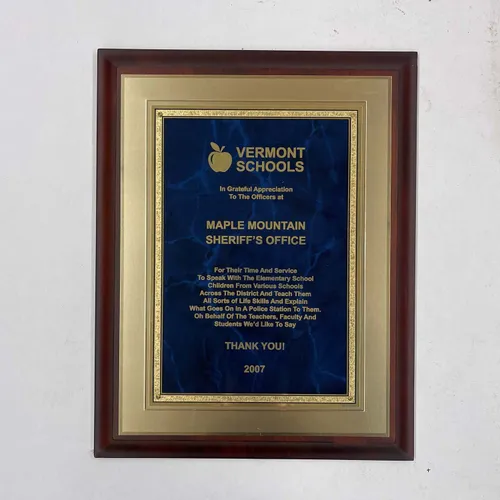 VERMONT
SCHOOLS
In Grateful Appreciation
To The Officers at
MAPLE MOUNTAIN
SHERIFF'S OFFICE
For Their Time And Service
To Speak With The Elementary School
Children From Various Schools
Across The District And Teach Them
All Sorts of Life Skills And Explain
What Goes On In A Police Station To Them.
Oh Behalf Of The Teachers, Faculty And
Students We'd Like To Say
THANK YOU!
2007